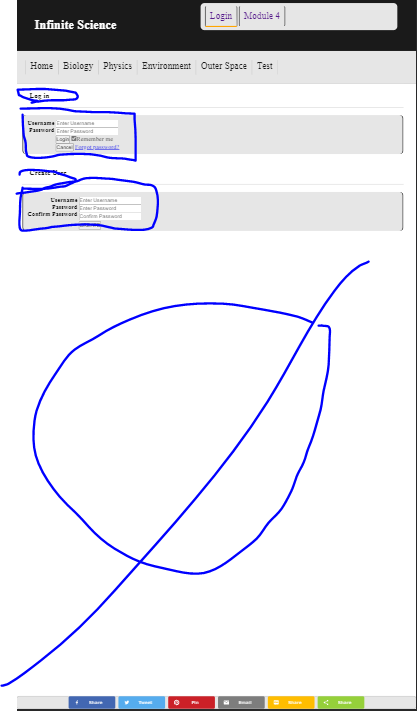 Infinite Science
Login Module 4
Home Biology Physics Environment Outer Space Test
Log in
Username Enter Username
Password Enter Password
Login Remember me
Cancel Forgot password?
Create User
Username Enter Username
Password Enter Password
Confirm Password Confirm Password
Share Tweet Pin Email Share Share